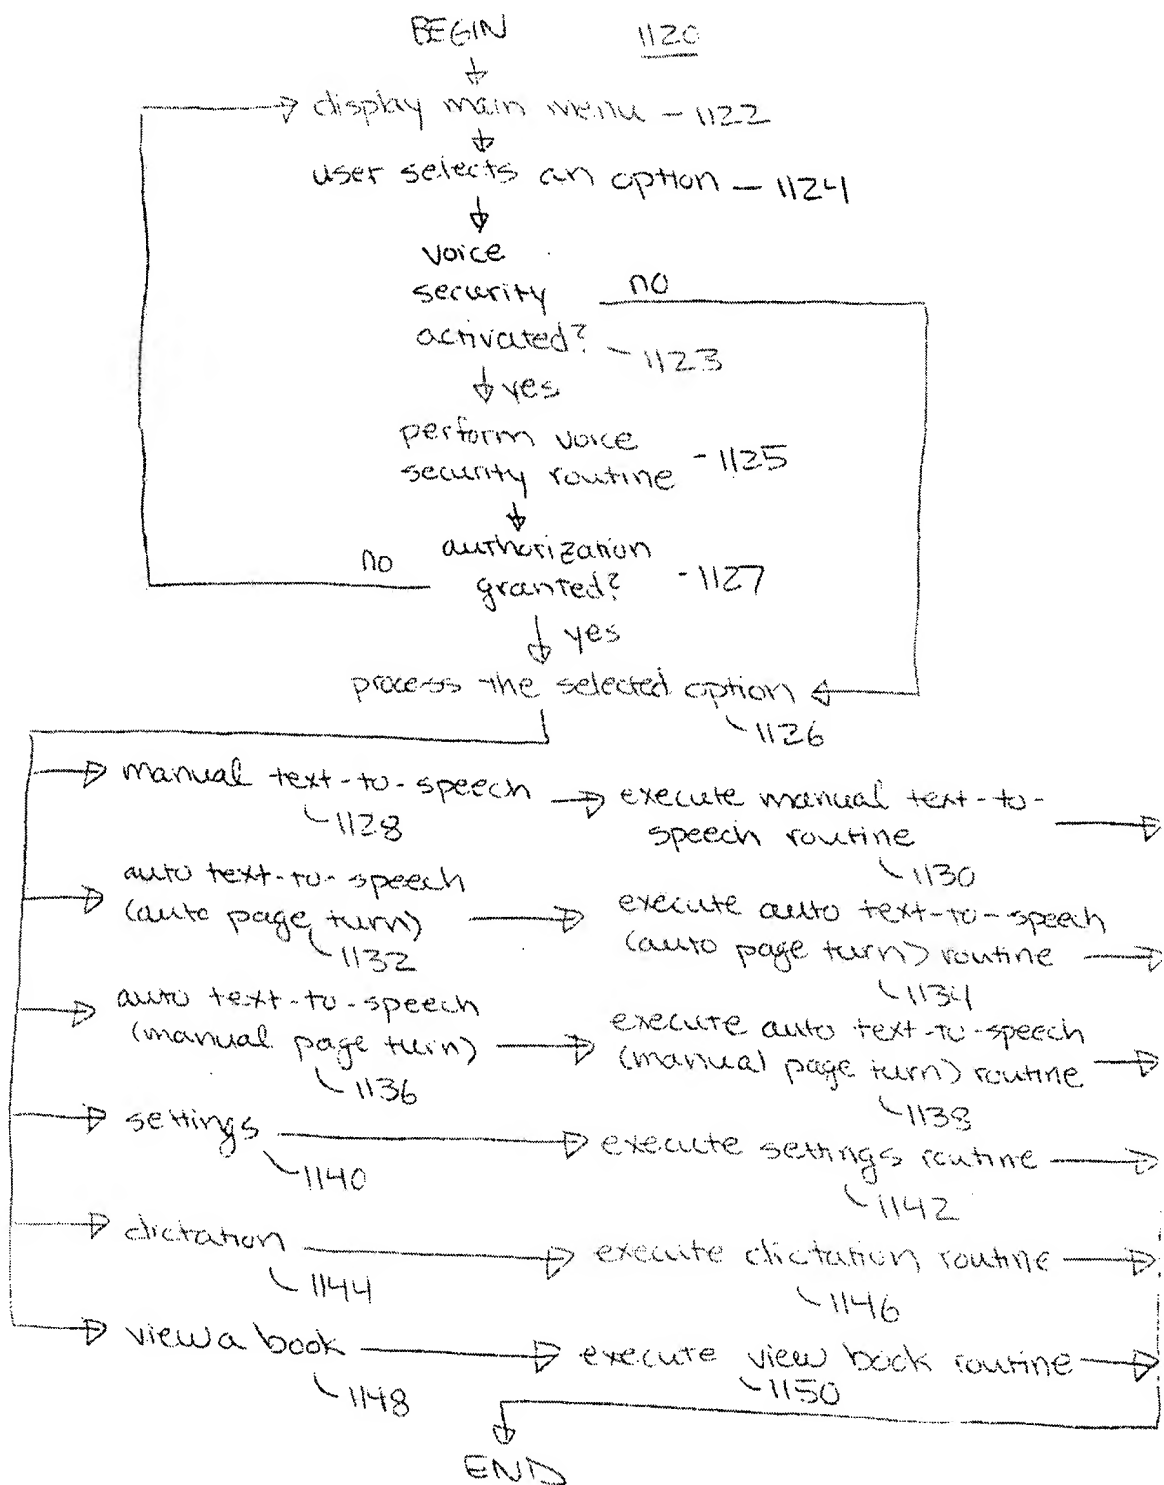 BEGIN 1120
display main menu - 1122
user selects an option - 1124
voice
security no
activated? - 1123
yes
perform voice
security routine - 1125
authorization
no granted? - 1127
yes
process the selected option
1126
manual text-to-speech execute manual text-to-
1128 speech routine
1130
auto text-to-speech execute auto text-to-speech
(auto page turn) (auto page turn) routine
1132 1134
auto text-to-speech execute auto text-to-speech
(manual page turn) (manual page turn) routine
1136 1138
settings execute settings routine
1140 1142
dictation execute dictation routine
1144 1146
view a book execute view book routine
1148 1150
END